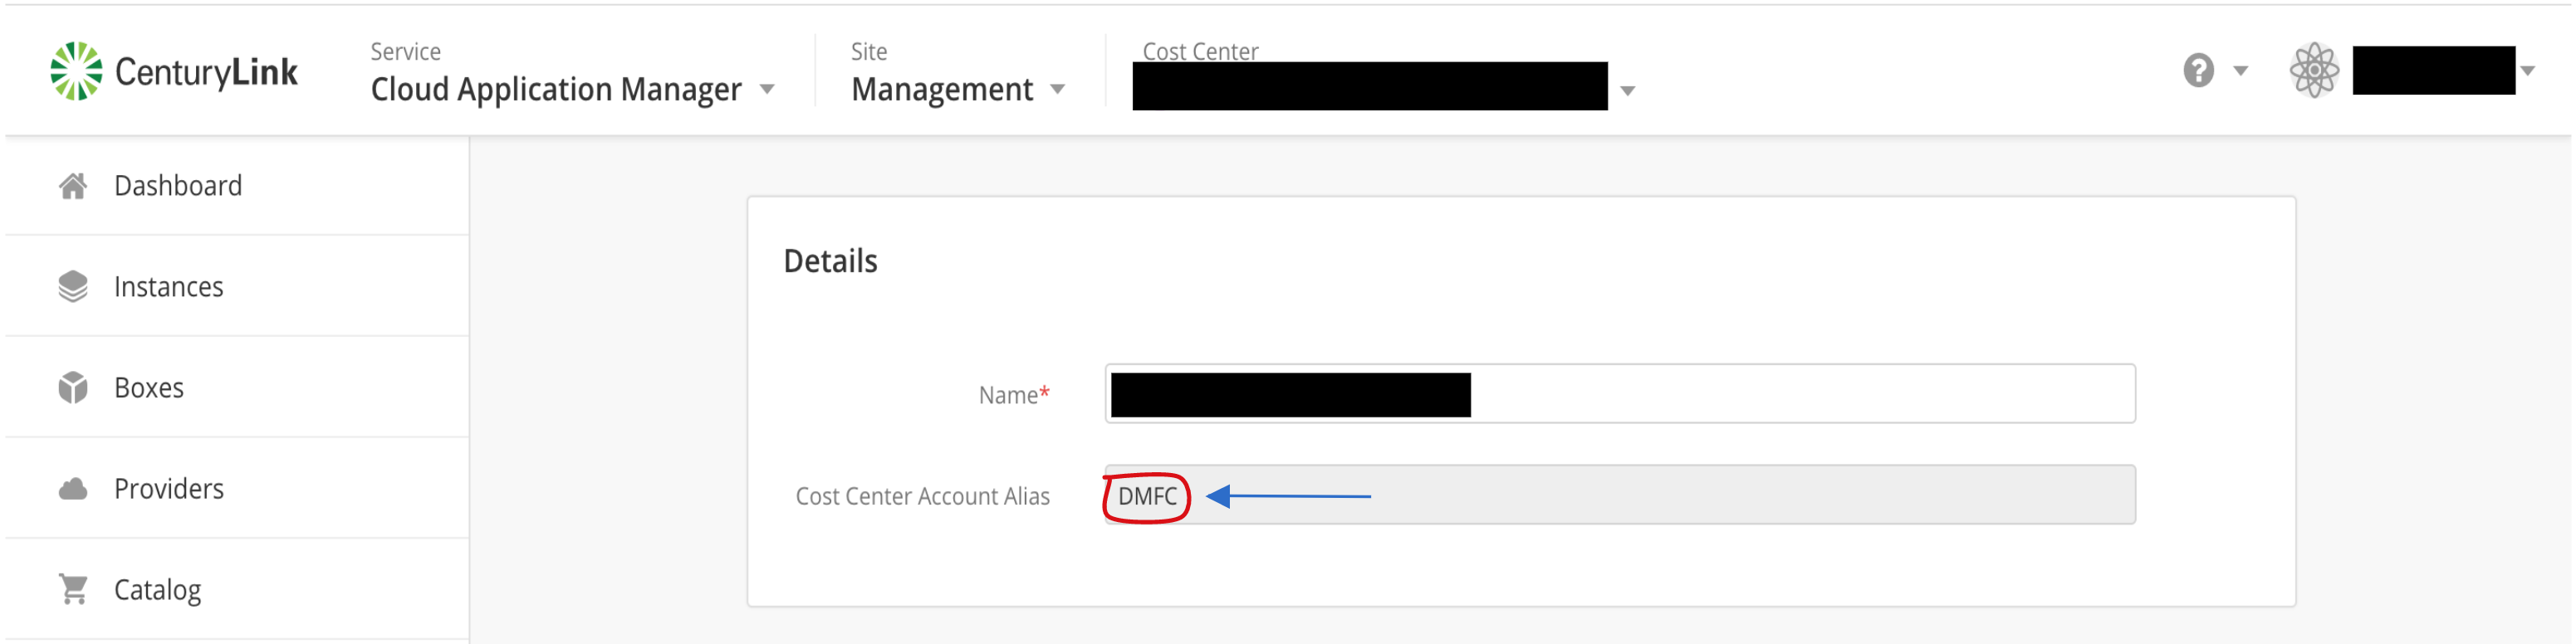 CenturyLink
Service
Cloud Application Manager
Site
Management
Cost Center
?
Dashboard
Instances
Boxes
Providers
Catalog
Details
Name*
Cost Center Account Alias
DMFC